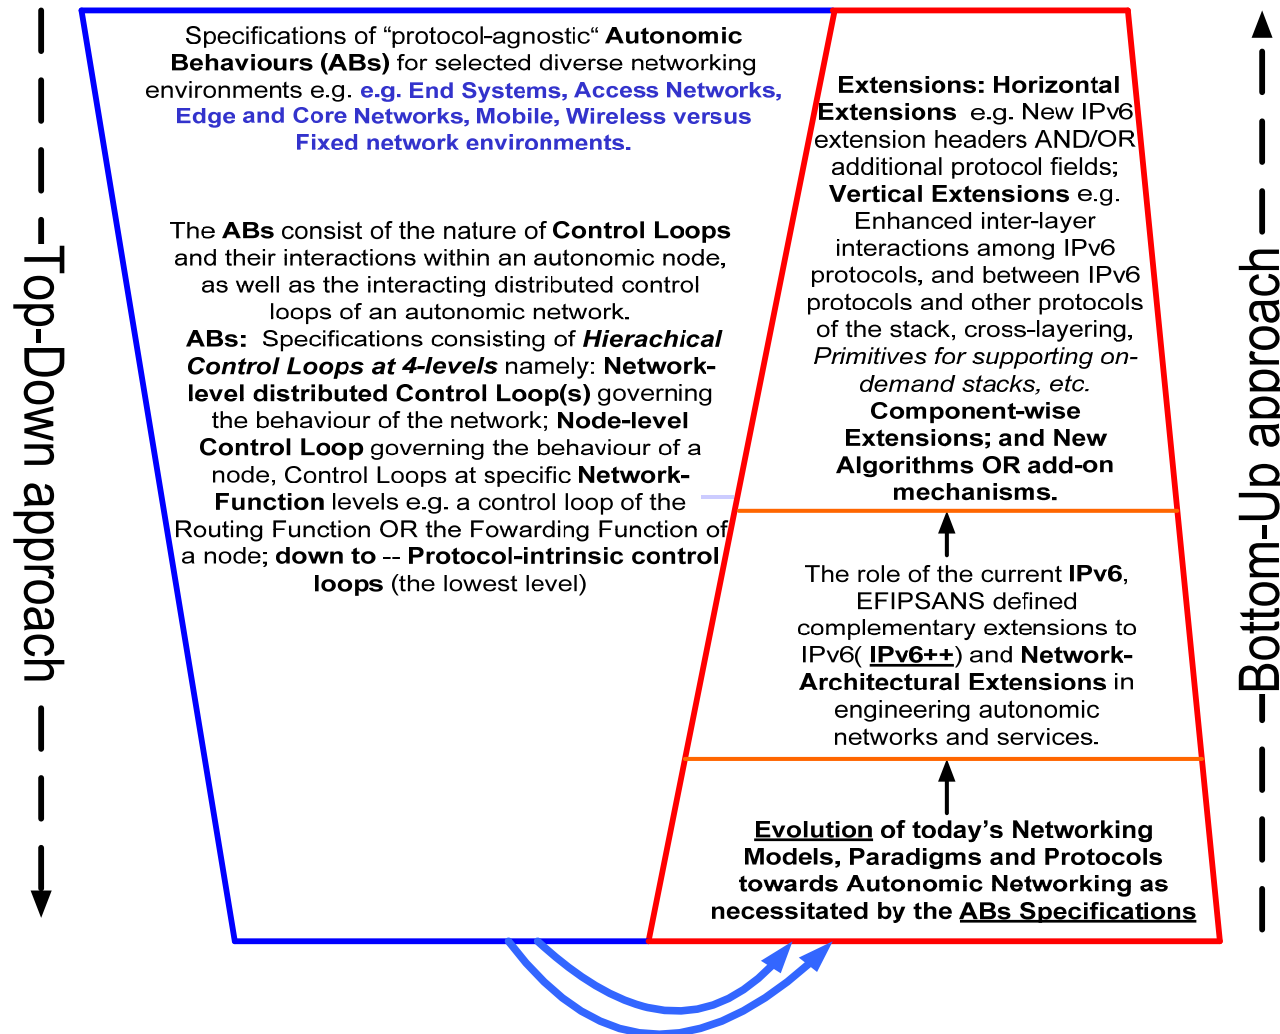 Top-Down approach
Specifications of “protocol-agnostic“ Autonomic
Behaviours (ABs) for selected diverse networking
environments e.g. e.g. End Systems, Access Networks,
Edge and Core Networks, Mobile, Wireless versus
Fixed network environments.
The ABs consist of the nature of Control Loops
and their interactions within an autonomic node,
as well as the interacting distributed control
loops of an autonomic network.
ABs:  Specifications consisting of Hierachical
Control Loops at 4-levels namely: Network-
level distributed Control Loop(s) governing
the behaviour of the network; Node-level
Control Loop governing the behaviour of a
node, Control Loops at specific Network-
Function levels e.g. a control loop of the
Routing Function OR the Fowarding Function of
a node; down to -- Protocol-intrinsic control
loops (the lowest level)
Extensions: Horizontal
Extensions  e.g. New IPv6
extension headers AND/OR
additional protocol fields;
Vertical Extensions e.g.
Enhanced inter-layer
interactions among IPv6
protocols, and between IPv6
protocols and other protocols
of the stack, cross-layering,
Primitives for supporting on-
demand stacks, etc.
Component-wise
Extensions; and New
Algorithms OR add-on
mechanisms.
The role of the current IPv6,
EFIPSANS defined
complementary extensions to
IPv6( IPv6++) and Network-
Architectural Extensions in
engineering autonomic
networks and services.
Evolution of today’s Networking
Models, Paradigms and Protocols
towards Autonomic Networking as
necessitated by the ABs Specifications
Bottom-Up approach